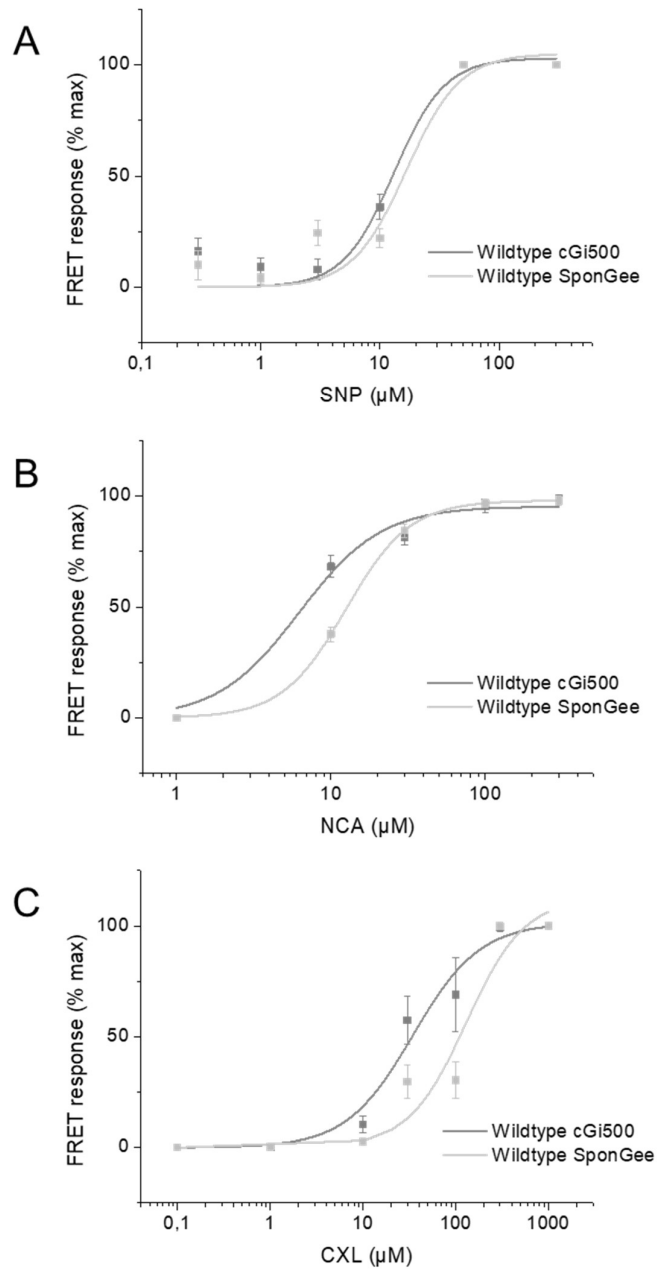 A
FRET response (% max)
100
50
0
0,1
1
10
100
SNP (µM)
Wildtype cGi500
Wildtype SponGee
B
FRET response (% max)
100
50
0
1
10
100
NCA (µM)
Wildtype cGi500
Wildtype SponGee
C
FRET response (% max)
100
50
0
0,1
1
10
100
1000
CXL (µM)
Wildtype cGi500
Wildtype SponGee